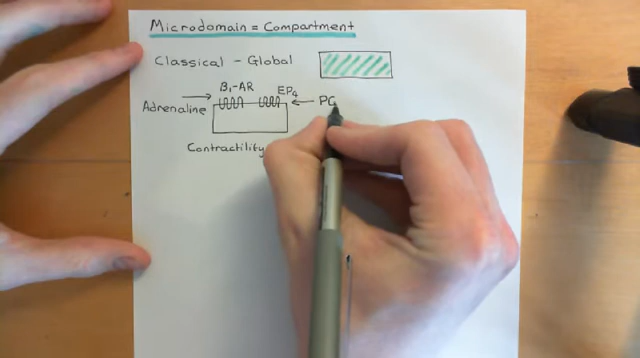 Microdomain = Compartment
Classical - Global
B₁-AR
EP₄
Adrenaline
PG
Contractility